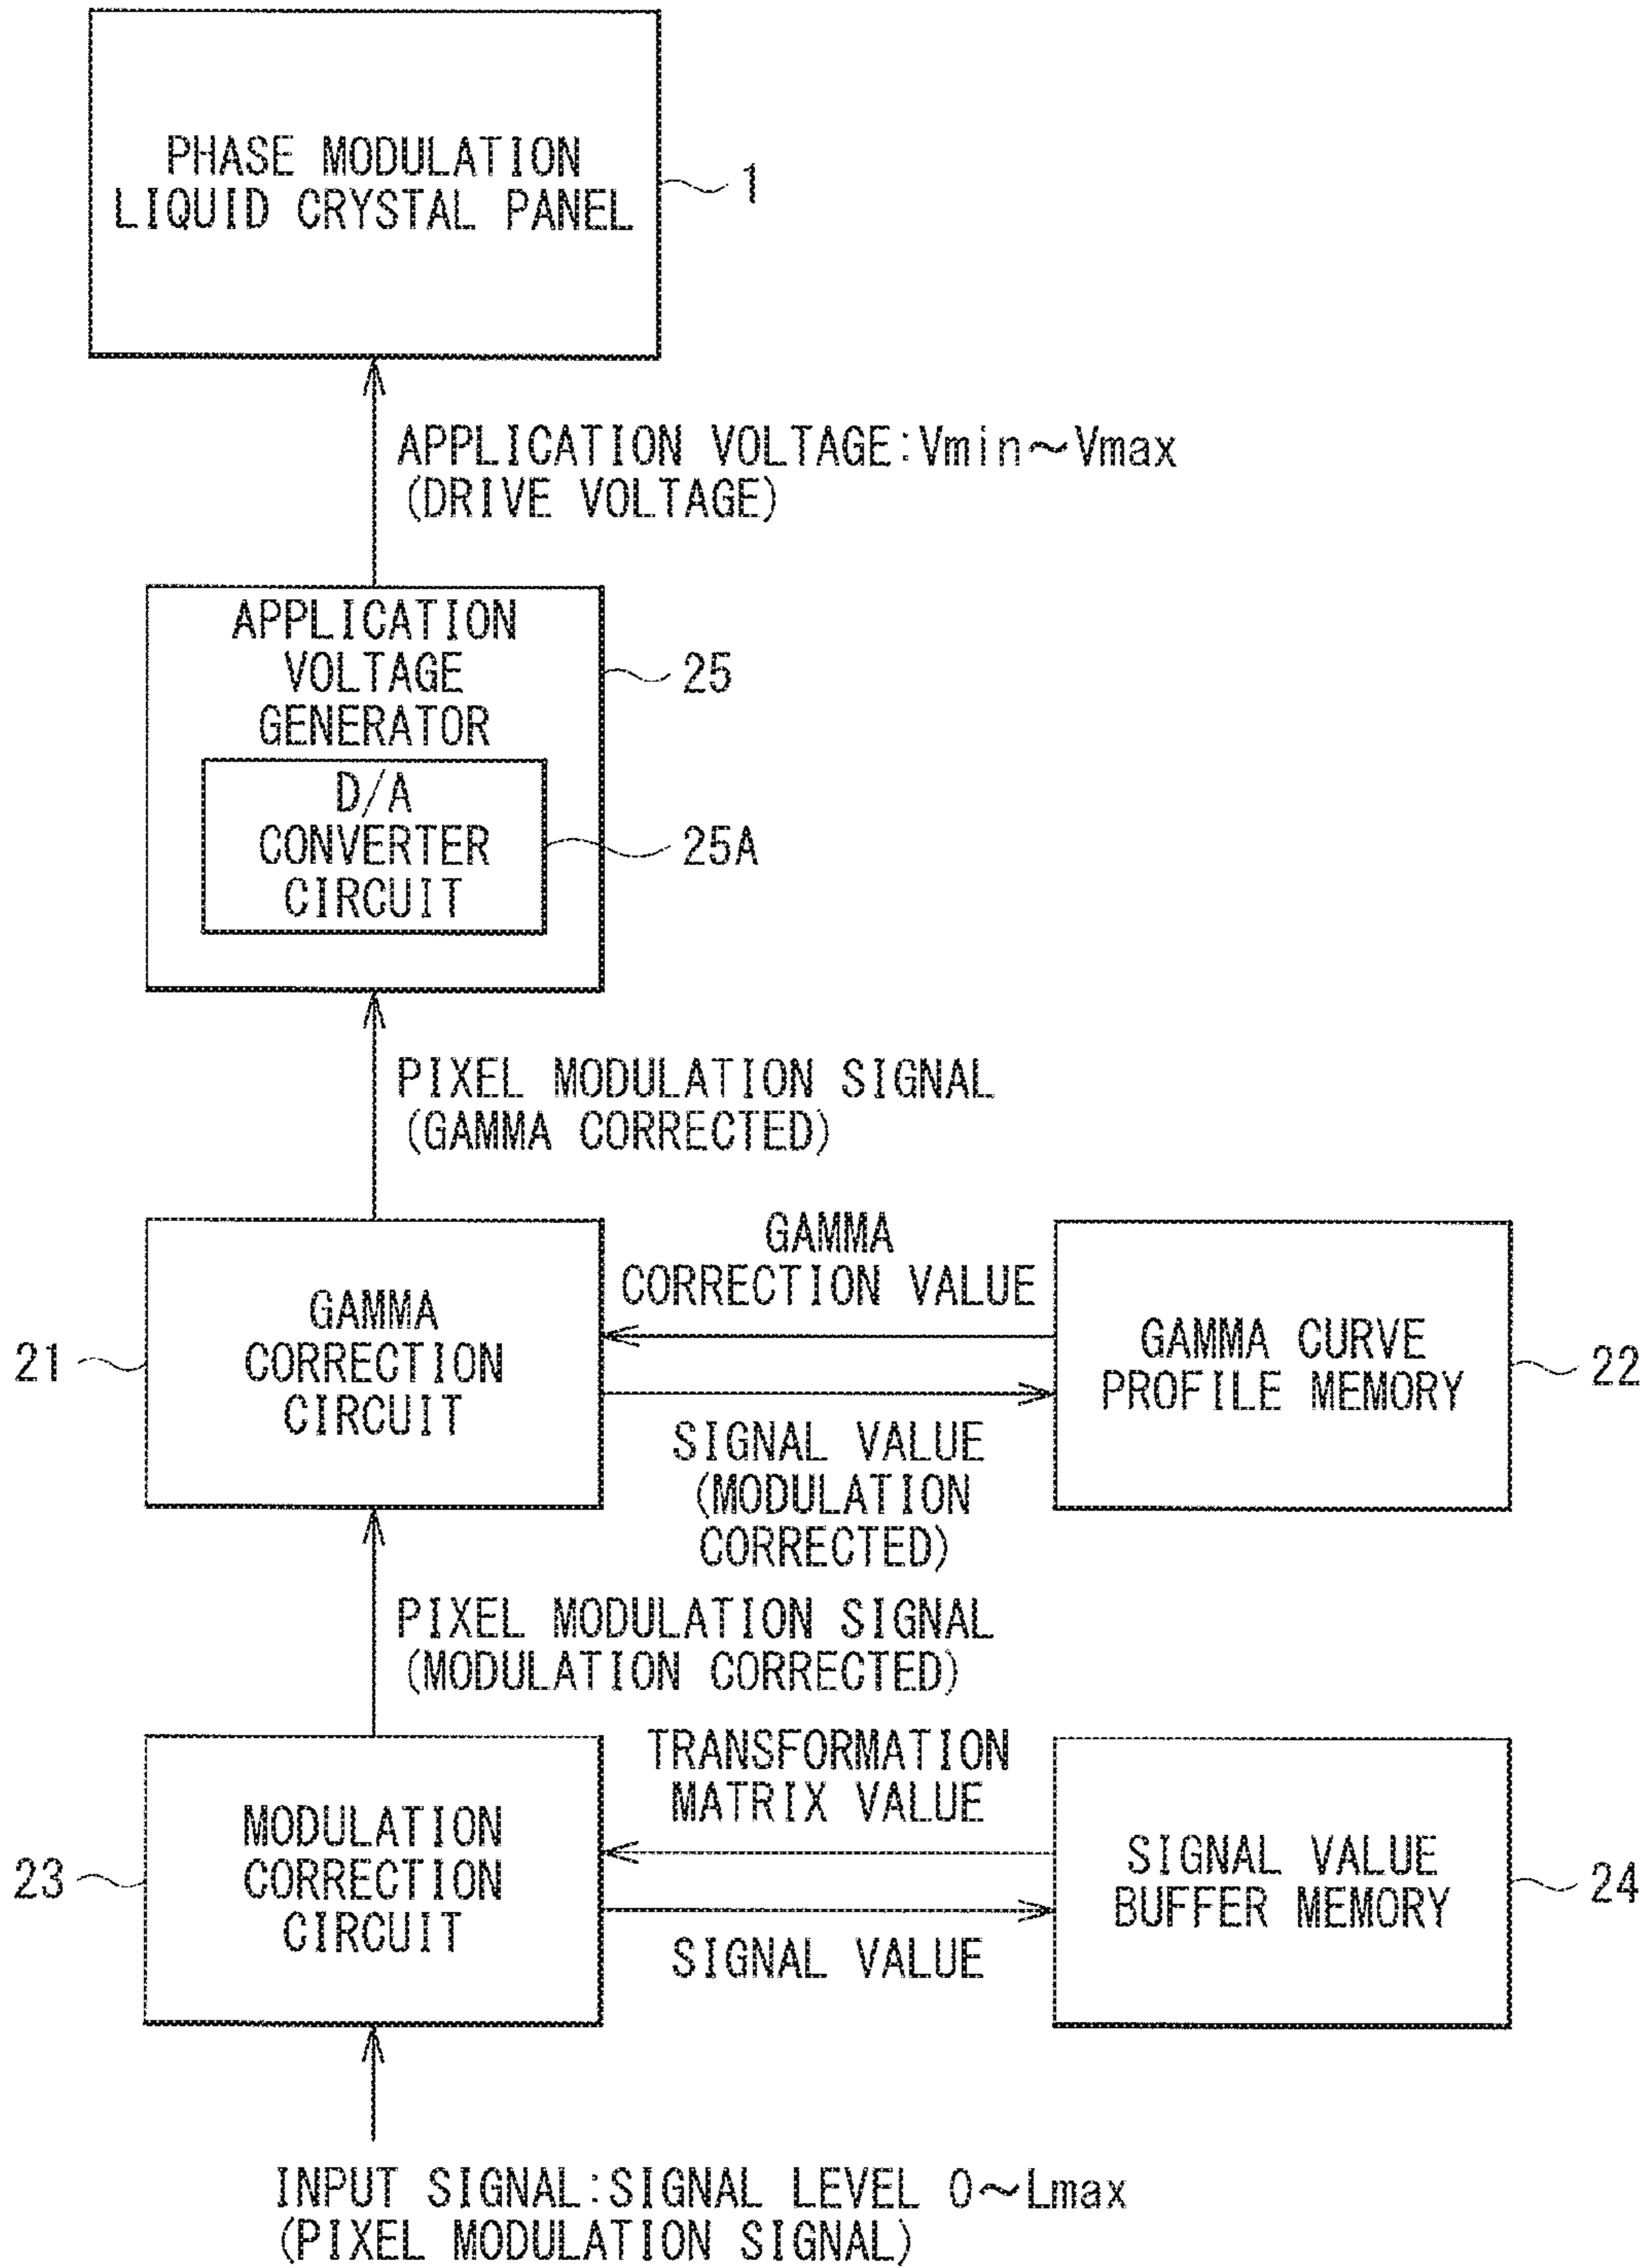 PHASE MODULATION
LIQUID CRYSTAL PANEL
1
APPLICATION VOLTAGE:Vmin～Vmax
(DRIVE VOLTAGE)
APPLICATION
VOLTAGE
GENERATOR
25
D/A
CONVERTER
CIRCUIT
25A
PIXEL MODULATION SIGNAL
(GAMMA CORRECTED)
GAMMA
CORRECTION VALUE
21
GAMMA
CORRECTION
CIRCUIT
GAMMA CURVE
PROFILE MEMORY
22
SIGNAL VALUE
(MODULATION
CORRECTED)
PIXEL MODULATION SIGNAL
(MODULATION CORRECTED)
TRANSFORMATION
MATRIX VALUE
23
MODULATION
CORRECTION
CIRCUIT
SIGNAL VALUE
BUFFER MEMORY
24
SIGNAL VALUE
INPUT SIGNAL:SIGNAL LEVEL 0～Lmax
(PIXEL MODULATION SIGNAL)